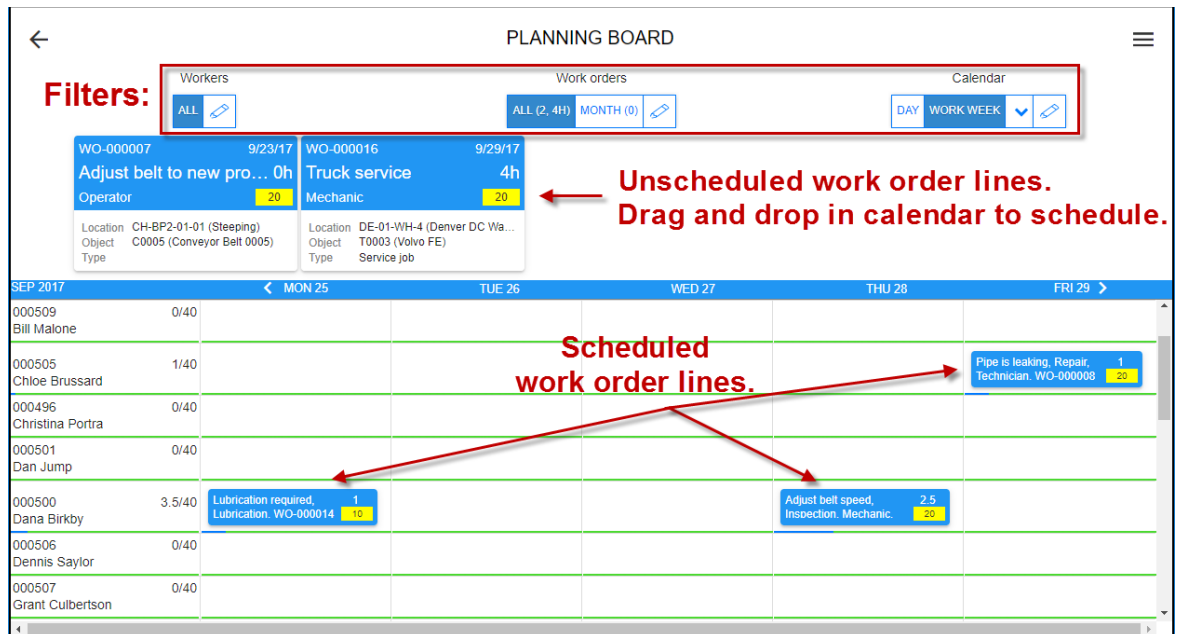 PLANNING BOARD
Workers
Work orders
Calendar
Filters:
ALL
ALL (2, 4H) MONTH (0)
DAY WORK WEEK
WO-000007 9/23/17
Adjust belt to new pro... 0h
Operator 20
Location CH-BP2-01-01 (Steeping)
Object C0005 (Conveyor Belt 0005)
Type
WO-000016 9/29/17
Truck service 4h
Mechanic 20
Location DE-01-WH-4 (Denver DC Wa...
Object T0003 (Volvo FE)
Type Service job
Unscheduled work order lines.
Drag and drop in calendar to schedule.
SEP 2017 MON 25 TUE 26 WED 27 THU 28 FRI 29
000509 0/40
Bill Malone
Scheduled
work order lines.
000505 1/40
Chloe Brussard
Pipe is leaking, Repair, 1
Technician. WO-000008 20
000496 0/40
Christina Portra
000501 0/40
Dan Jump
000500 3.5/40
Dana Birkby
Lubrication required, 1
Lubrication. WO-000014 10
Adjust belt speed, 2.5
Inspection. Mechanic. 20
000506 0/40
Dennis Saylor
000507 0/40
Grant Culbertson